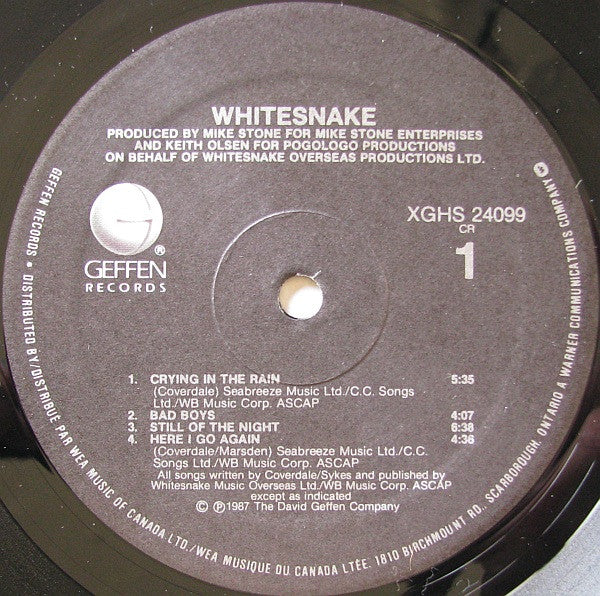 WHITESNAKE
PRODUCED BY MIKE STONE FOR MIKE STONE ENTERPRISES
AND KEITH OLSEN FOR POGOLOGO PRODUCTIONS
ON BEHALF OF WHITESNAKE OVERSEAS PRODUCTIONS LTD.
G
®
GEFFEN
RECORDS
XGHS 24099
CR
1
1. CRYING IN THE RAIN 5:35
(Coverdale) Seabreeze Music Ltd./C.C. Songs
Ltd./WB Music Corp. ASCAP
2. BAD BOYS 4:07
3. STILL OF THE NIGHT 6:38
4. HERE I GO AGAIN 4:36
(Coverdale/Marsden) Seabreeze Music Ltd./C.C.
Songs Ltd./WB Music Corp. ASCAP
All songs written by Coverdale/Sykes and published by
Whitesnake Music Overseas Ltd./WB Music Corp. ASCAP
except as indicated
© ℗ 1987 The David Geffen Company
GEFFEN RECORDS • DISTRIBUTED BY/DISTRIBUÉ PAR WEA MUSIC OF CANADA LTD./WEA MUSIQUE DU CANADA LTÉE. 1810 BIRCHMOUNT RD., SCARBOROUGH, ONTARIO A WARNER COMMUNICATIONS COMPANY